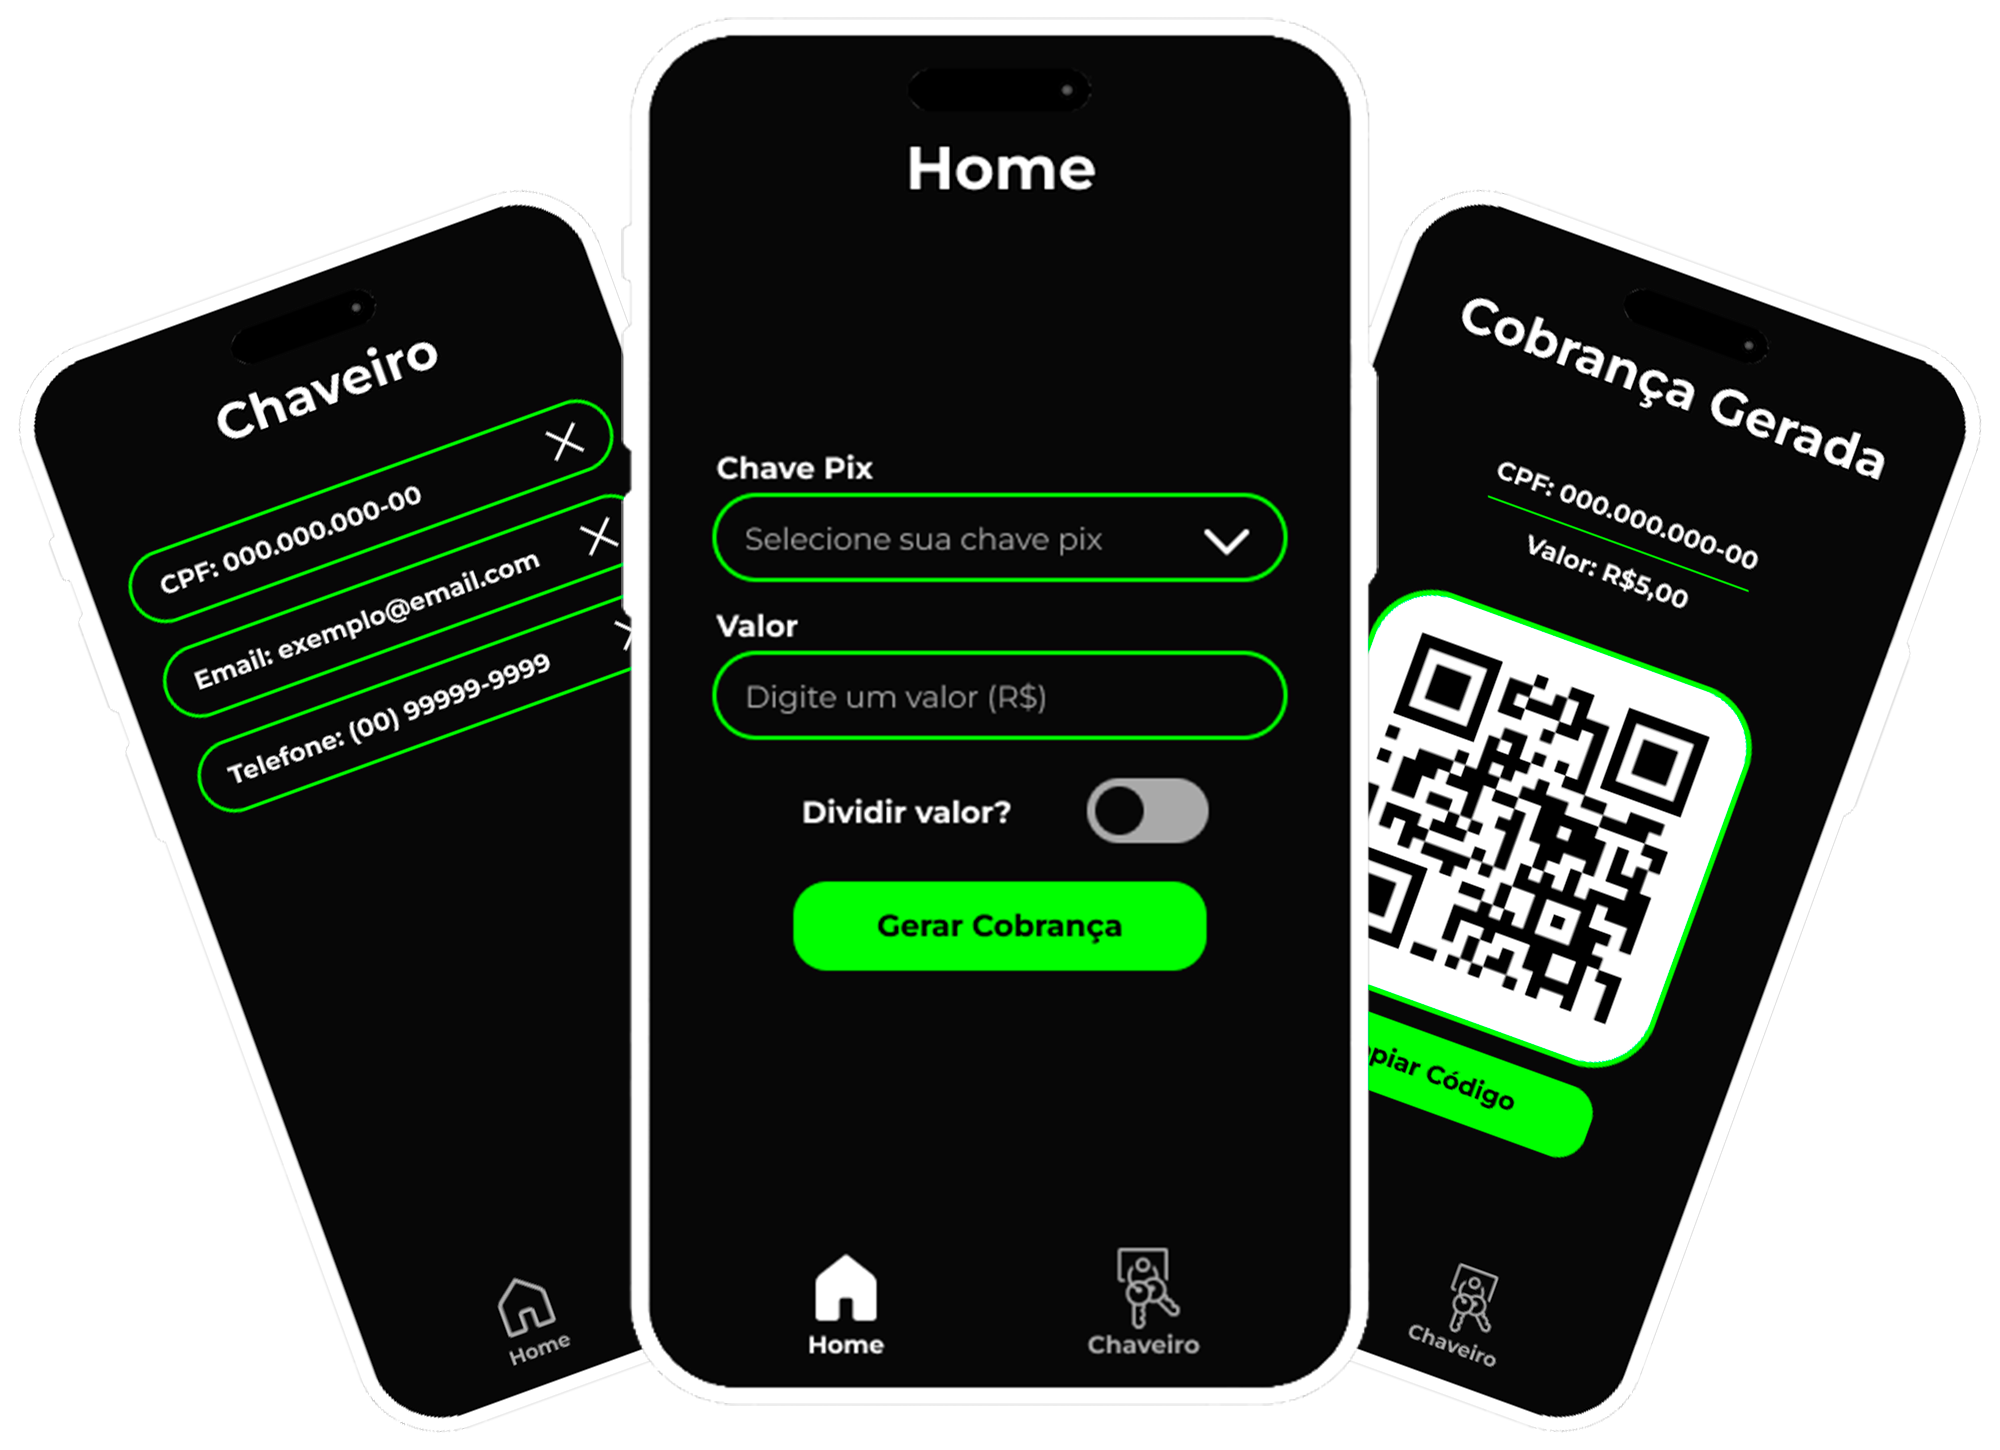 Chaveiro
CPF: 000.000.000-00
Email: exemplo@email.com
Telefone: (00) 99999-9999
Home
Home
Chave Pix
Selecione sua chave pix
Valor
Digite um valor (R$)
Dividir valor?
Gerar Cobrança
Home
Chaveiro
Cobrança Gerada
CPF: 000.000.000-00
Valor: R$5,00
Código
Chaveiro